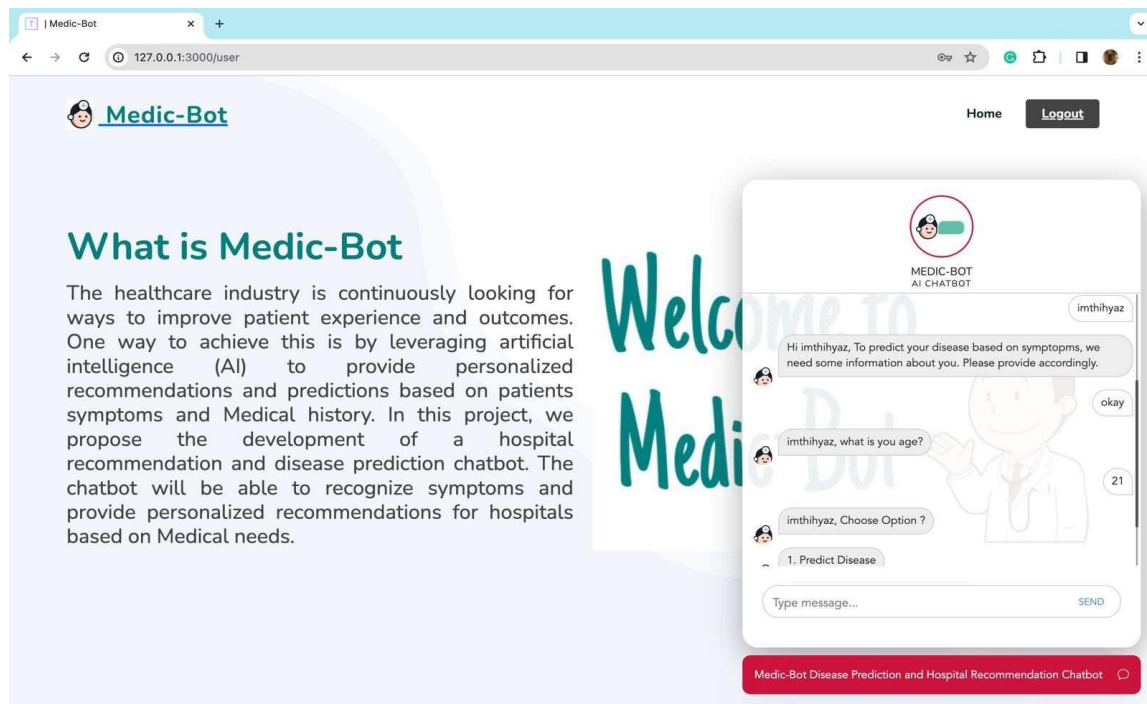 | Medic-Bot
127.0.0.1:3000/user
Medic-Bot
Home
Logout
What is Medic-Bot
The healthcare industry is continuously looking for
ways to improve patient experience and outcomes.
One way to achieve this is by leveraging artificial
intelligence (AI) to provide personalized
recommendations and predictions based on patients
symptoms and Medical history. In this project, we
propose the development of a hospital
recommendation and disease prediction chatbot. The
chatbot will be able to recognize symptoms and
provide personalized recommendations for hospitals
based on Medical needs.
Welcome to
Medic Bot
MEDIC-BOT
AI CHATBOT
imthihyaz
Hi imthihyaz, To predict your disease based on symptopms, we
need some information about you. Please provide accordingly.
okay
imthihyaz, what is you age?
21
imthihyaz, Choose Option ?
1. Predict Disease
Type message...
SEND
Medic-Bot Disease Prediction and Hospital Recommendation Chatbot